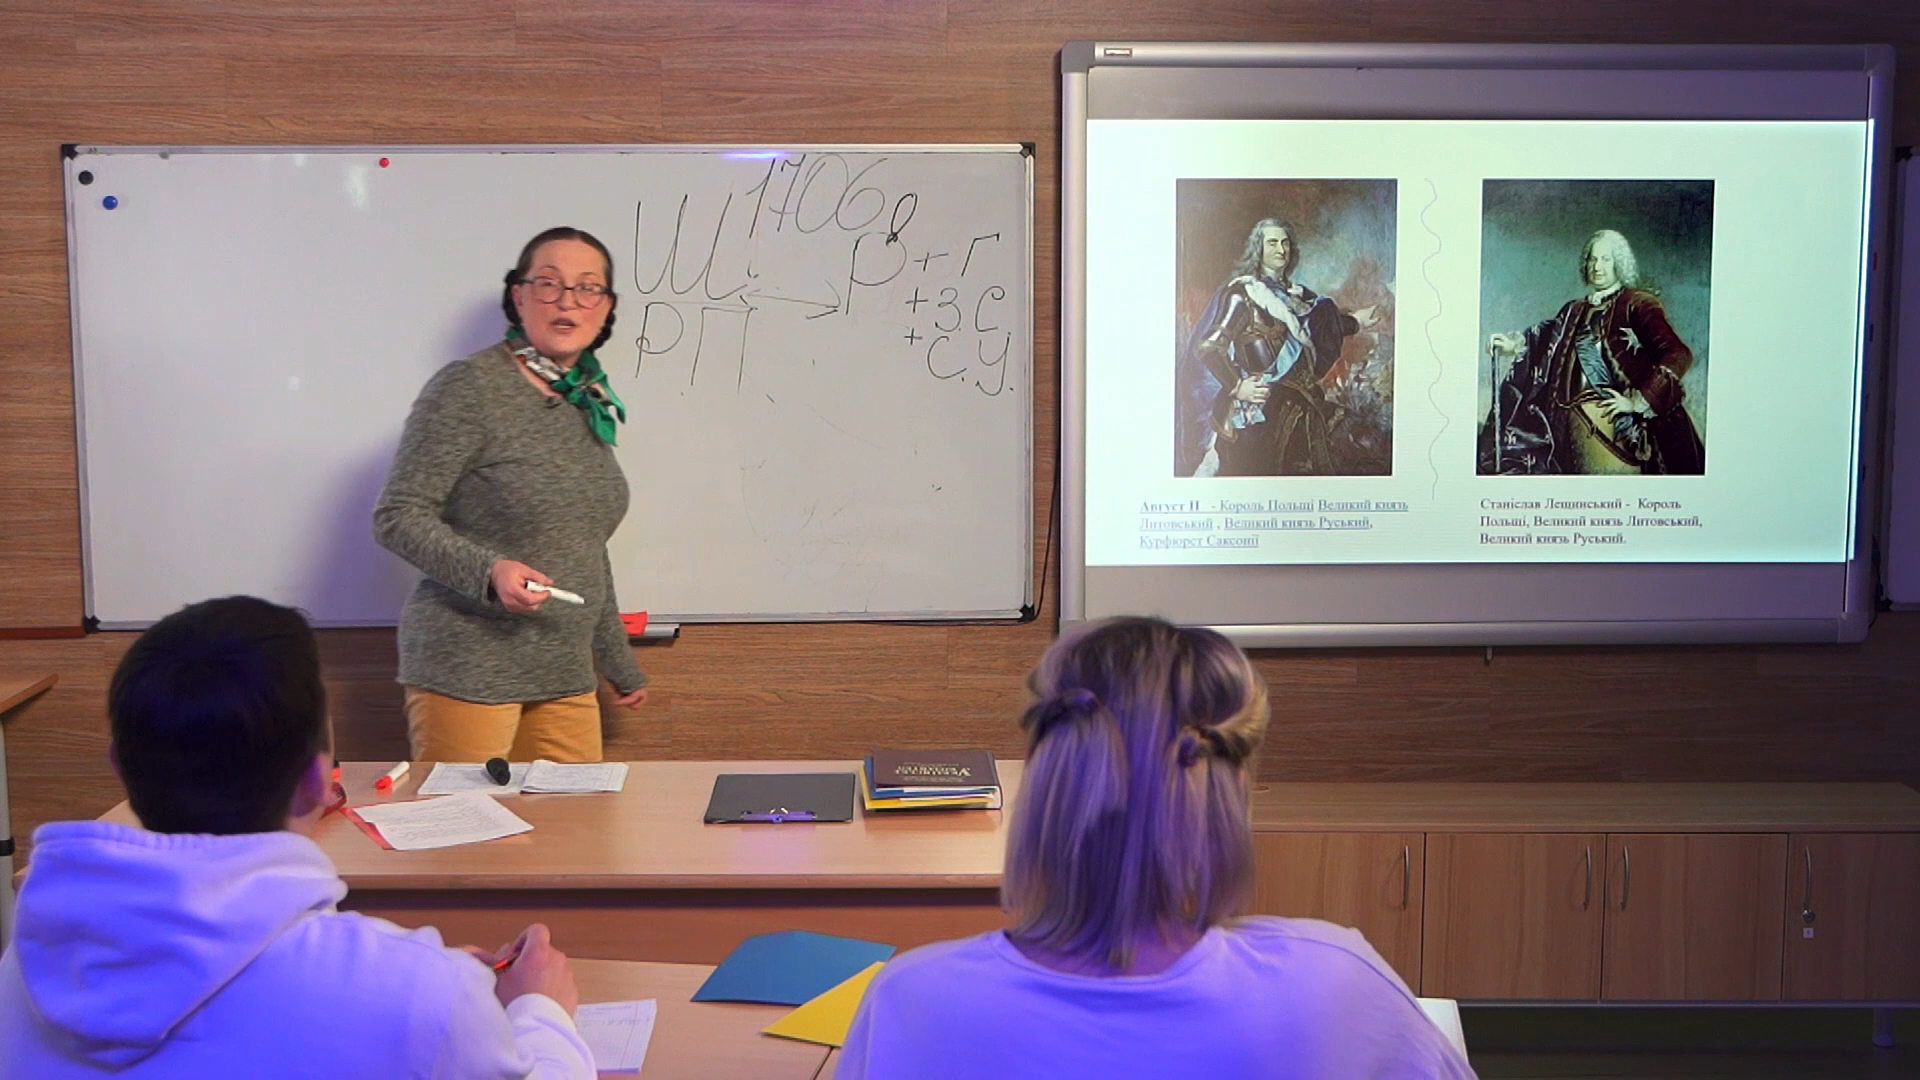 1706
Ш. Р + Г
+ З.С.
РП + С.У.
Август II - Король Польщі Великий князь
Литовський , Великий князь Руський,
Курфюрст Саксонії
Станіслав Лещинський - Король
Польщі, Великий князь Литовський,
Великий князь Руський.